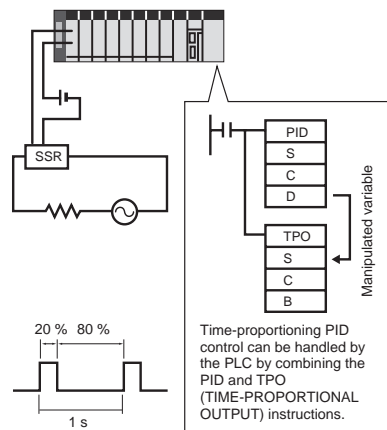 SSR
PID
S
C
D
TPO
S
C
B
Manipulated variable
20 % 80 %
1 s
Time-proportioning PID
control can be handled by
the PLC by combining the
PID and TPO
(TIME-PROPORTIONAL
OUTPUT) instructions.